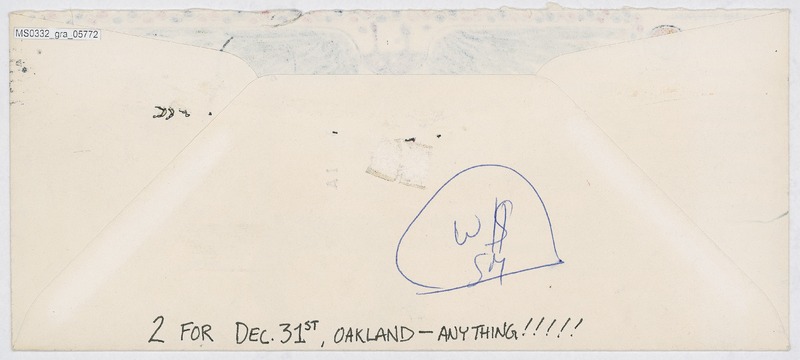 MS0332_gra_05772
2 FOR DEC. 31ST, OAKLAND — ANYTHING!!!!!